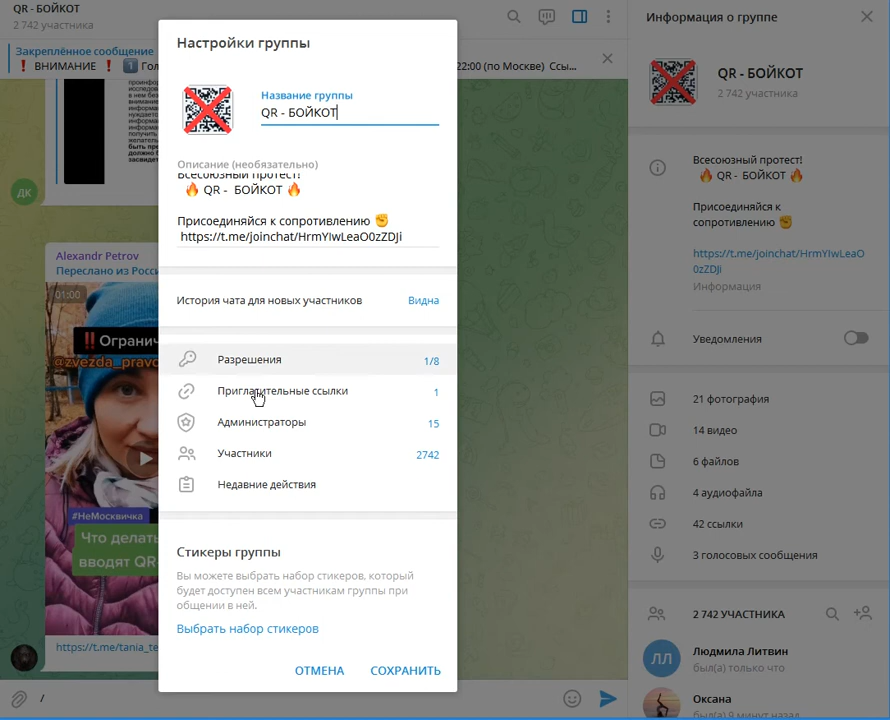 QR - БОЙКОТ
2 742 участника
Закреплённое сообщение
❗ ВНИМАНИЕ ❗ 1️⃣ Гол
22:00 (по Москве) Ссы...
ДК
Alexandr Petrov
Переслано из Росси
01:00
‼️Огранич
@zvezda_pravo
#НеМосквичка
Что делать
вводят QR-
https://t.me/tania_te
/
Настройки группы
Название группы
QR - БОЙКОТ
Описание (необязательно)
Всесоюзный протест!
🔥 QR - БОЙКОТ 🔥
Присоединяйся к сопротивлению ✊
https://t.me/joinchat/HrmYIwLeaO0zZDJi
История чата для новых участников Видна
Разрешения 1/8
Пригласительные ссылки 1
Администраторы 15
Участники 2742
Недавние действия
Стикеры группы
Вы можете выбрать набор стикеров, который
будет доступен всем участникам группы при
общении в ней.
Выбрать набор стикеров
ОТМЕНА СОХРАНИТЬ
Информация о группе
QR - БОЙКОТ
2 742 участника
Всесоюзный протест!
🔥 QR - БОЙКОТ 🔥
Присоединяйся к
сопротивлению ✊
https://t.me/joinchat/HrmYIwLeaO
0zZDJi
Информация
Уведомления
21 фотография
14 видео
6 файлов
4 аудиофайла
42 ссылки
3 голосовых сообщения
2 742 УЧАСТНИКА
ЛЛ
Людмила Литвин
был(а) только что
Оксана
был(а) 9 минут назад